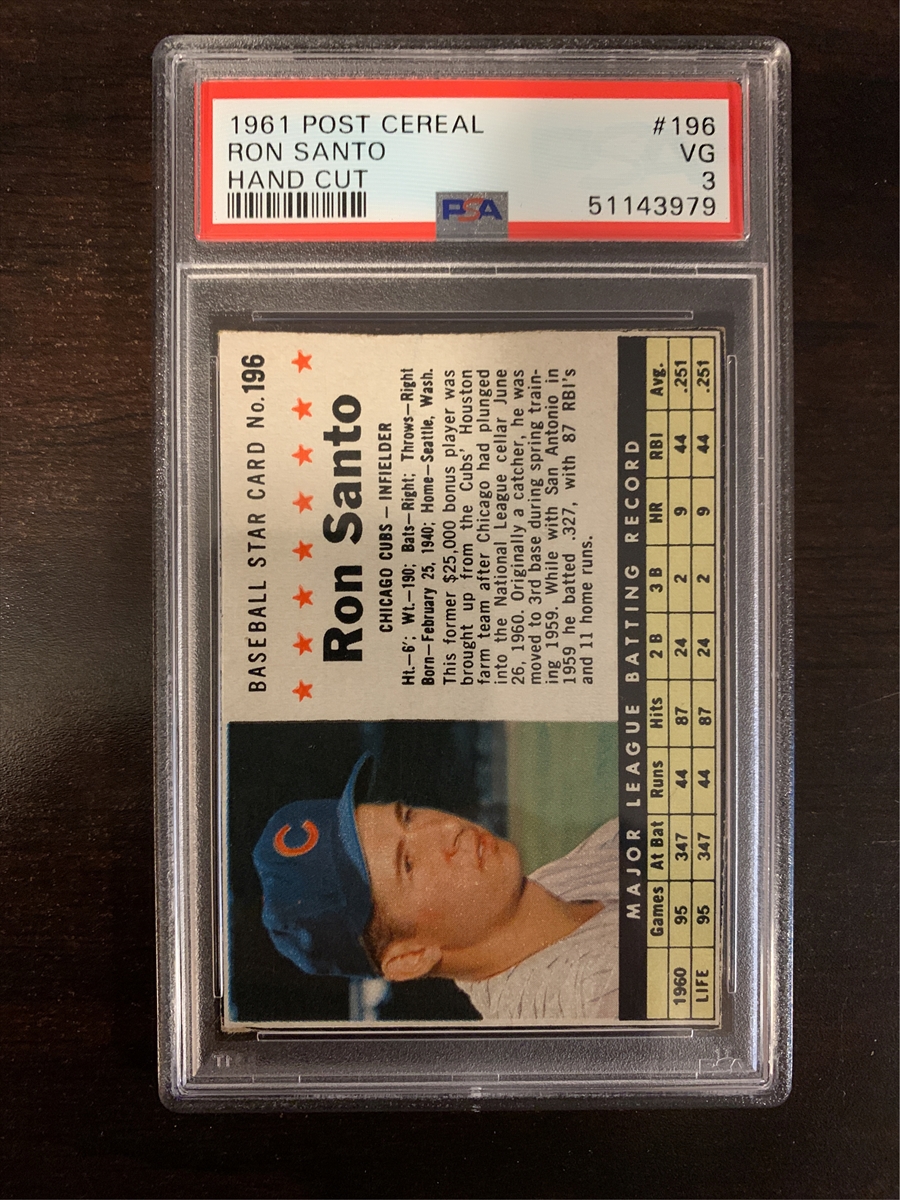 1961 POST CEREAL #196
RON SANTO VG
HAND CUT 3
PSA 51143979
BASEBALL STAR CARD No. 196
Ron Santo
CHICAGO CUBS – INFIELDER
Ht.–6'; Wt.–190; Bats–Right; Throws–Right
Born–February 25, 1940; Home–Seattle, Wash.
This former $25,000 bonus player was
brought up from the Cubs' Houston
farm team after Chicago had plunged
into the National League cellar June
26, 1960. Originally a catcher, he was
moved to 3rd base during spring train-
ing 1959. While with San Antonio in
1959 he batted .327, with 87 RBI's
and 11 home runs.
C
MAJOR LEAGUE BATTING RECORD
Games At Bat Runs Hits 2 B 3 B HR RBI Avg.
1960 95 347 44 87 24 2 9 44 .251
LIFE 95 347 44 87 24 2 9 44 .251